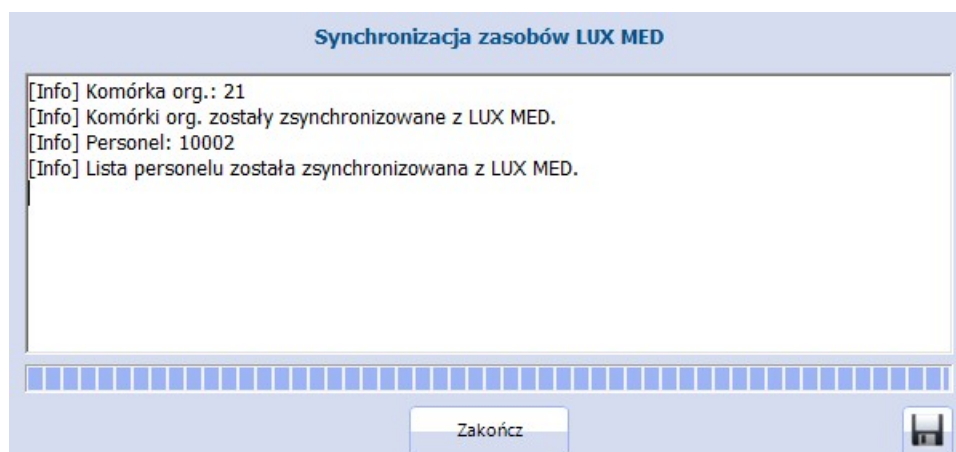 Synchronizacja zasobów LUX MED
[Info] Komórka org.: 21
[Info] Komórki org. zostały zsynchronizowane z LUX MED.
[Info] Personel: 10002
[Info] Lista personelu została zsynchronizowana z LUX MED.
Zakończ